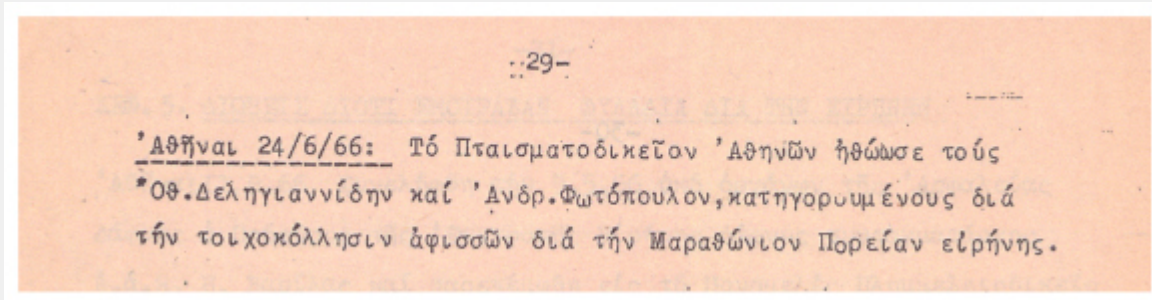 -29-
Ἀθῆναι 24/6/66: Τό Πταισματοδικεῖον Ἀθηνῶν ἠθώωσε τούς
Ὀθ.Δεληγιαννίδην καί Ἀνδρ.Φωτόπουλον,κατηγορουμένους διά
τήν τοιχοκόλλησιν ἀφισσῶν διά τήν Μαραθώνιον Πορείαν εἰρήνης.